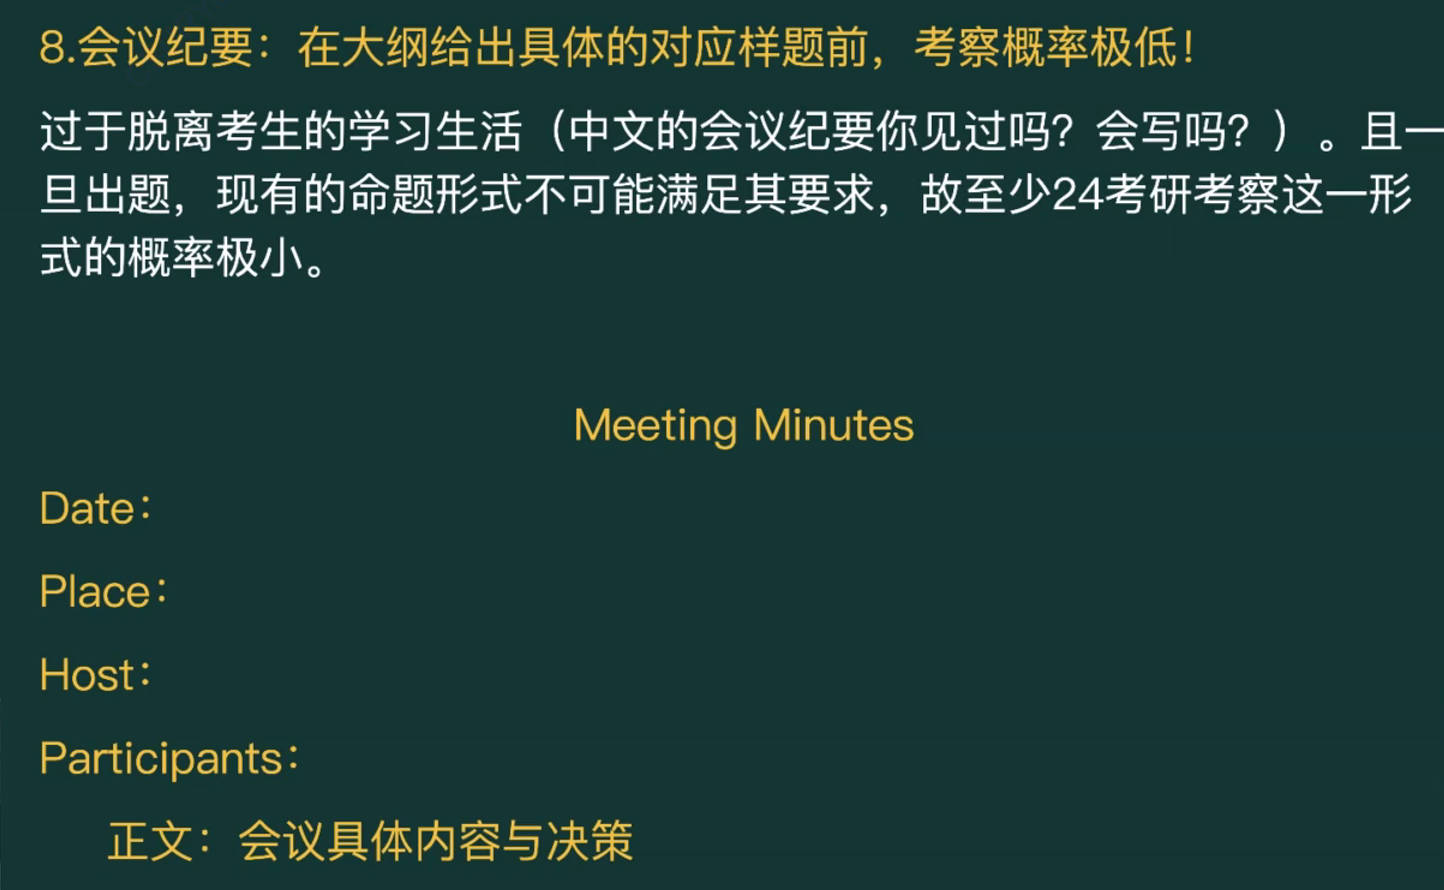 8.会议纪要：在大纲给出具体的对应样题前，考察概率极低！
过于脱离考生的学习生活（中文的会议纪要你见过吗？会写吗？）。且一
旦出题，现有的命题形式不可能满足其要求，故至少24考研考察这一形
式的概率极小。
Meeting Minutes
Date：
Place：
Host：
Participants：
正文：会议具体内容与决策